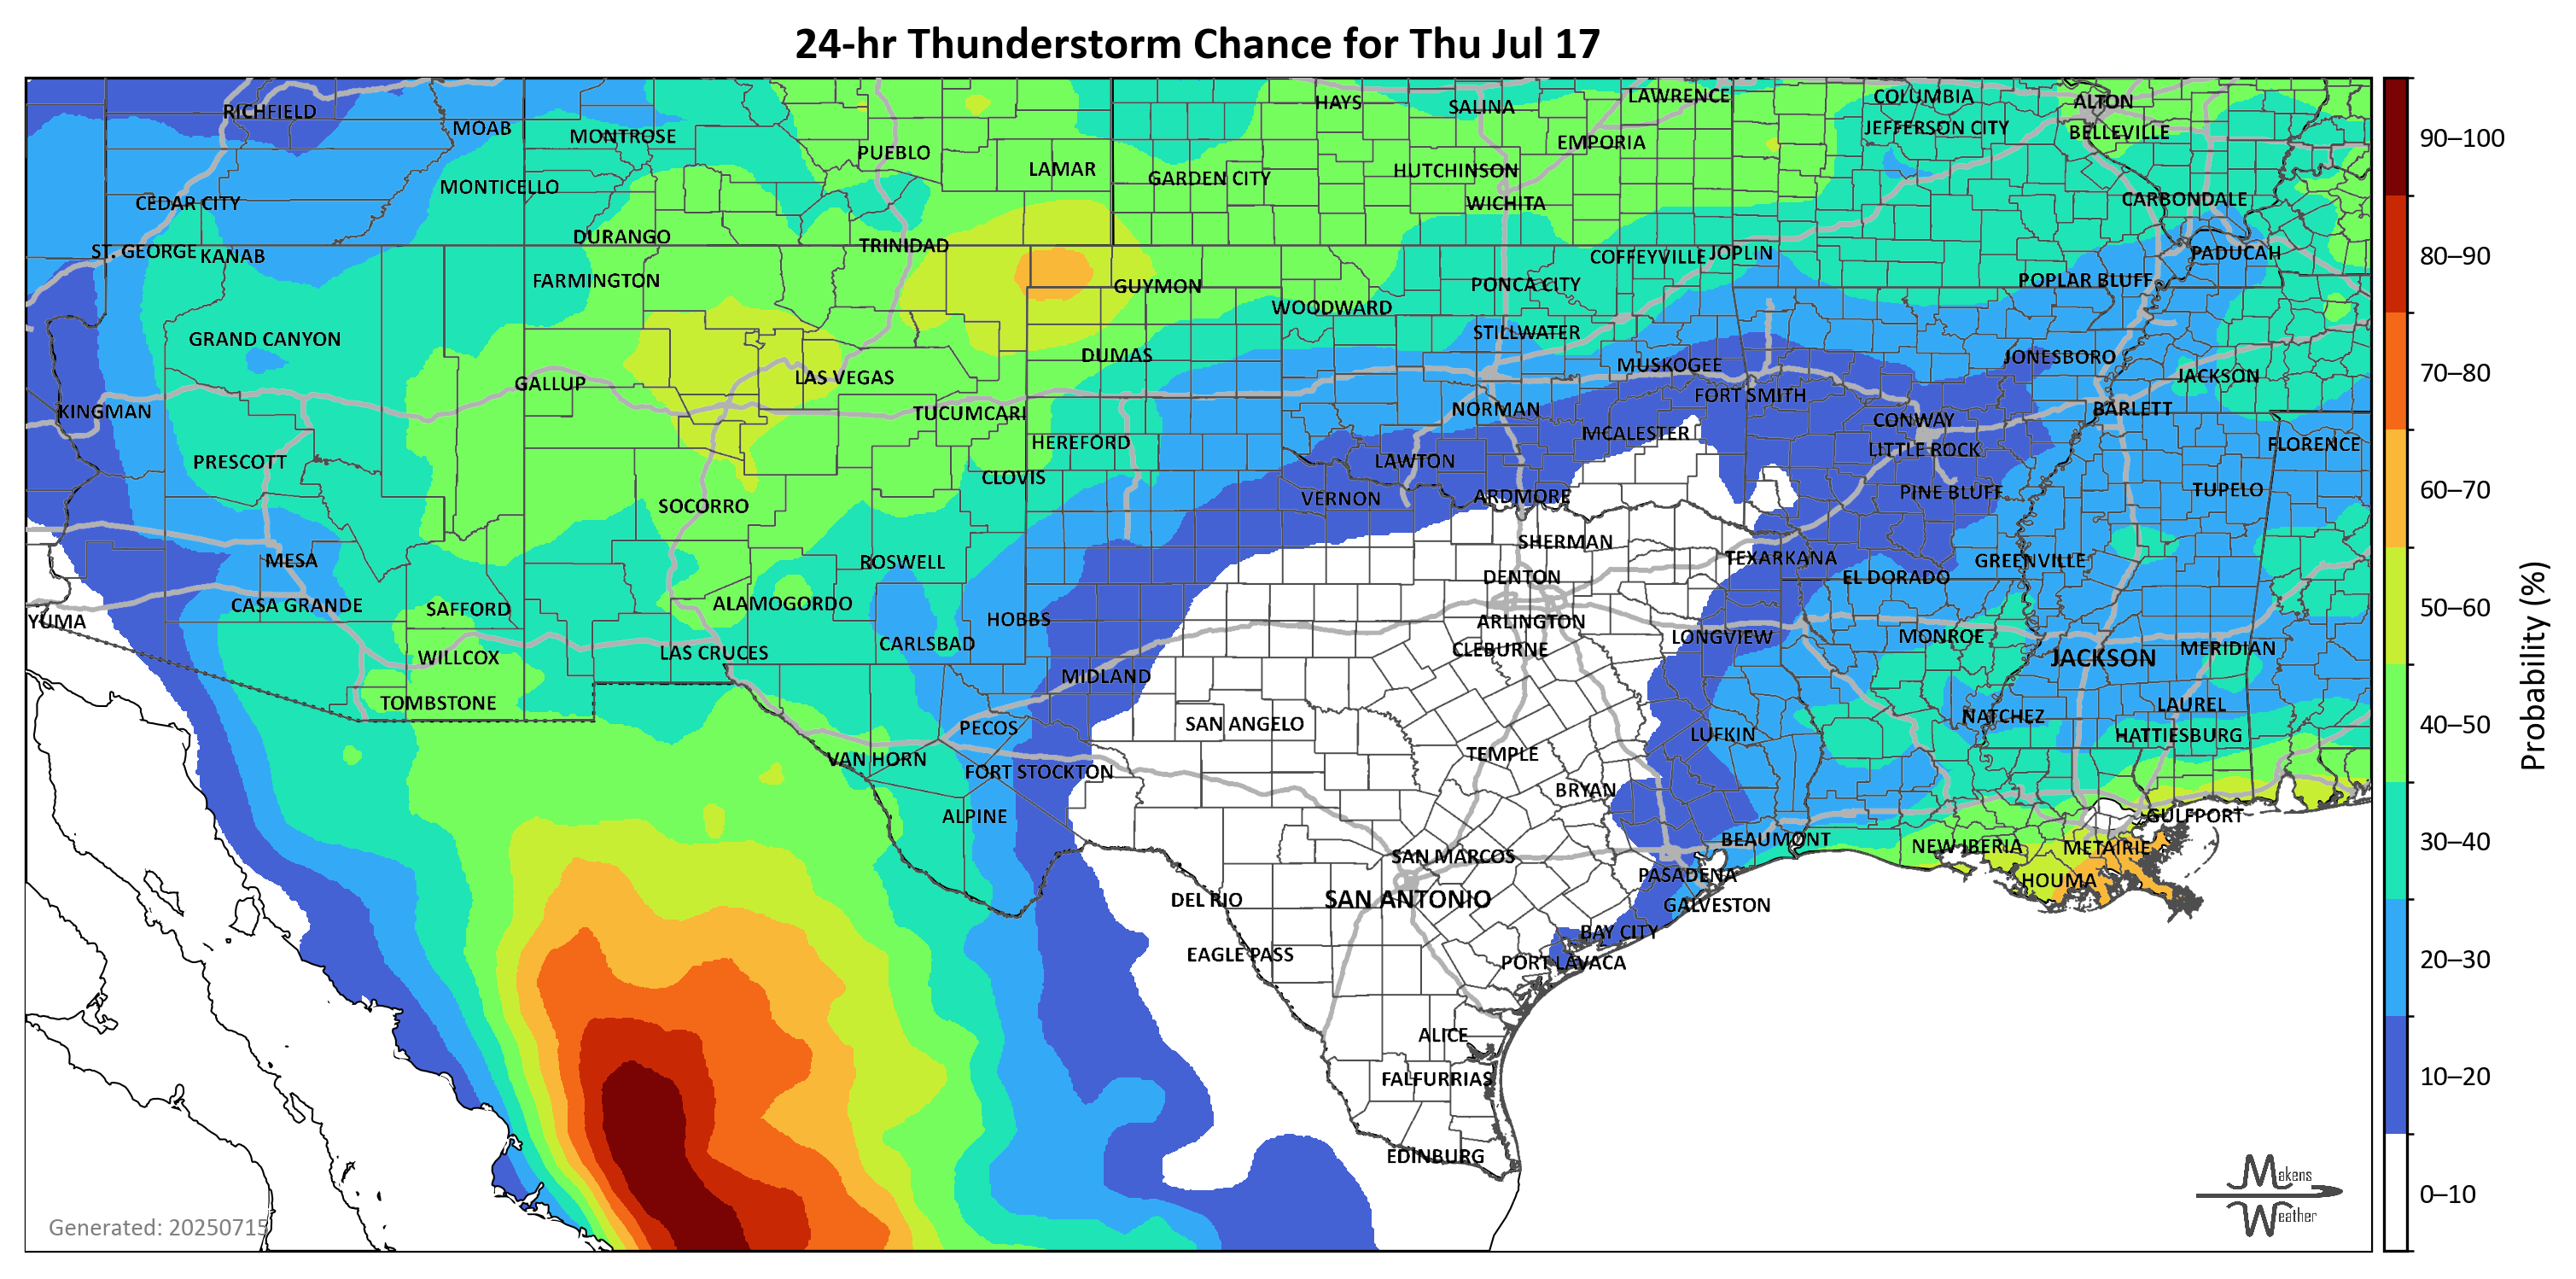 24-hr Thunderstorm Chance for Thu Jul 17
RICHFIELD
MOAB
MONTROSE
PUEBLO
LAMAR
HAYS
SALINA
LAWRENCE
COLUMBIA
ALTON
JEFFERSON CITY
BELLEVILLE
EMPORIA
HUTCHINSON
GARDEN CITY
MONTICELLO
CEDAR CITY
WICHITA
CARBONDALE
DURANGO
TRINIDAD
ST. GEORGE
KANAB
COFFEYVILLE
JOPLIN
PADUCAH
FARMINGTON
GUYMON
PONCA CITY
POPLAR BLUFF
WOODWARD
GRAND CANYON
STILLWATER
DUMAS
MUSKOGEE
JONESBORO
GALLUP
LAS VEGAS
JACKSON
FORT SMITH
KINGMAN
TUCUMCARI
NORMAN
BARLETT
CONWAY
HEREFORD
MCALESTER
LITTLE ROCK
FLORENCE
PRESCOTT
LAWTON
CLOVIS
VERNON
ARDMORE
PINE BLUFF
TUPELO
SOCORRO
SHERMAN
MESA
ROSWELL
TEXARKANA
GREENVILLE
DENTON
EL DORADO
CASA GRANDE
SAFFORD
ALAMOGORDO
YUMA
HOBBS
ARLINGTON
LONGVIEW
MONROE
CARLSBAD
CLEBURNE
MERIDIAN
WILLCOX
LAS CRUCES
JACKSON
MIDLAND
TOMBSTONE
LAUREL
SAN ANGELO
NATCHEZ
PECOS
LUFKIN
HATTIESBURG
VAN HORN
TEMPLE
FORT STOCKTON
BRYAN
ALPINE
GULFPORT
BEAUMONT
NEW IBERIA
METAIRIE
SAN MARCOS
PASADENA
HOUMA
DEL RIO
SAN ANTONIO
GALVESTON
BAY CITY
EAGLE PASS
PORT LAVACA
ALICE
FALFURRIAS
EDINBURG
Generated: 20250715
Makens
Weather
90–100
80–90
70–80
60–70
50–60
40–50
30–40
20–30
10–20
0–10
Probability (%)